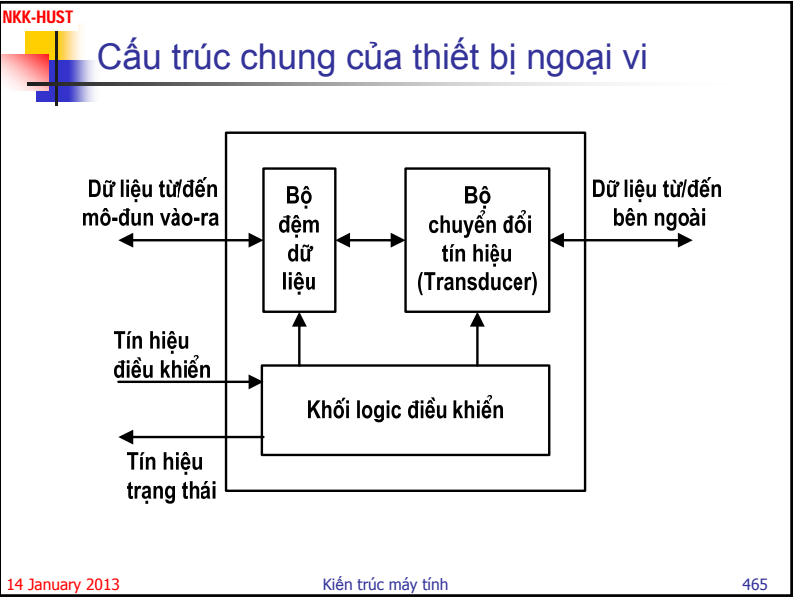 NKK-HUST
Cấu trúc chung của thiết bị ngoại vi
Dữ liệu từ/đến
mô-đun vào-ra
Bộ
đệm
dữ
liệu
Bộ
chuyển đổi
tín hiệu
(Transducer)
Dữ liệu từ/đến
bên ngoài
Tín hiệu
điều khiển
Khối logic điều khiển
Tín hiệu
trạng thái
14 January 2013
Kiến trúc máy tính
465